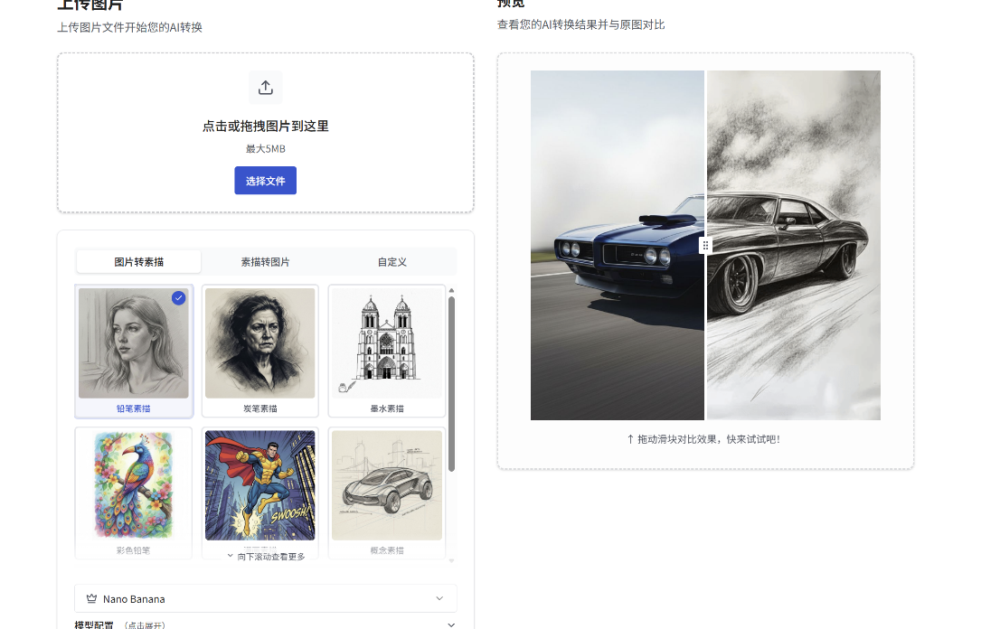 上传图片
上传图片文件开始您的AI转换
点击或拖拽图片到这里
最大5MB
选择文件
图片转素描
素描转图片
自定义
铅笔素描
炭笔素描
墨水素描
SWOOSH!
彩色铅笔
概念素描
向下滚动查看更多
Nano Banana
模型配置 （点击展开）
预览
查看您的AI转换结果并与原图对比
↑ 拖动滑块对比效果，快来试试吧！